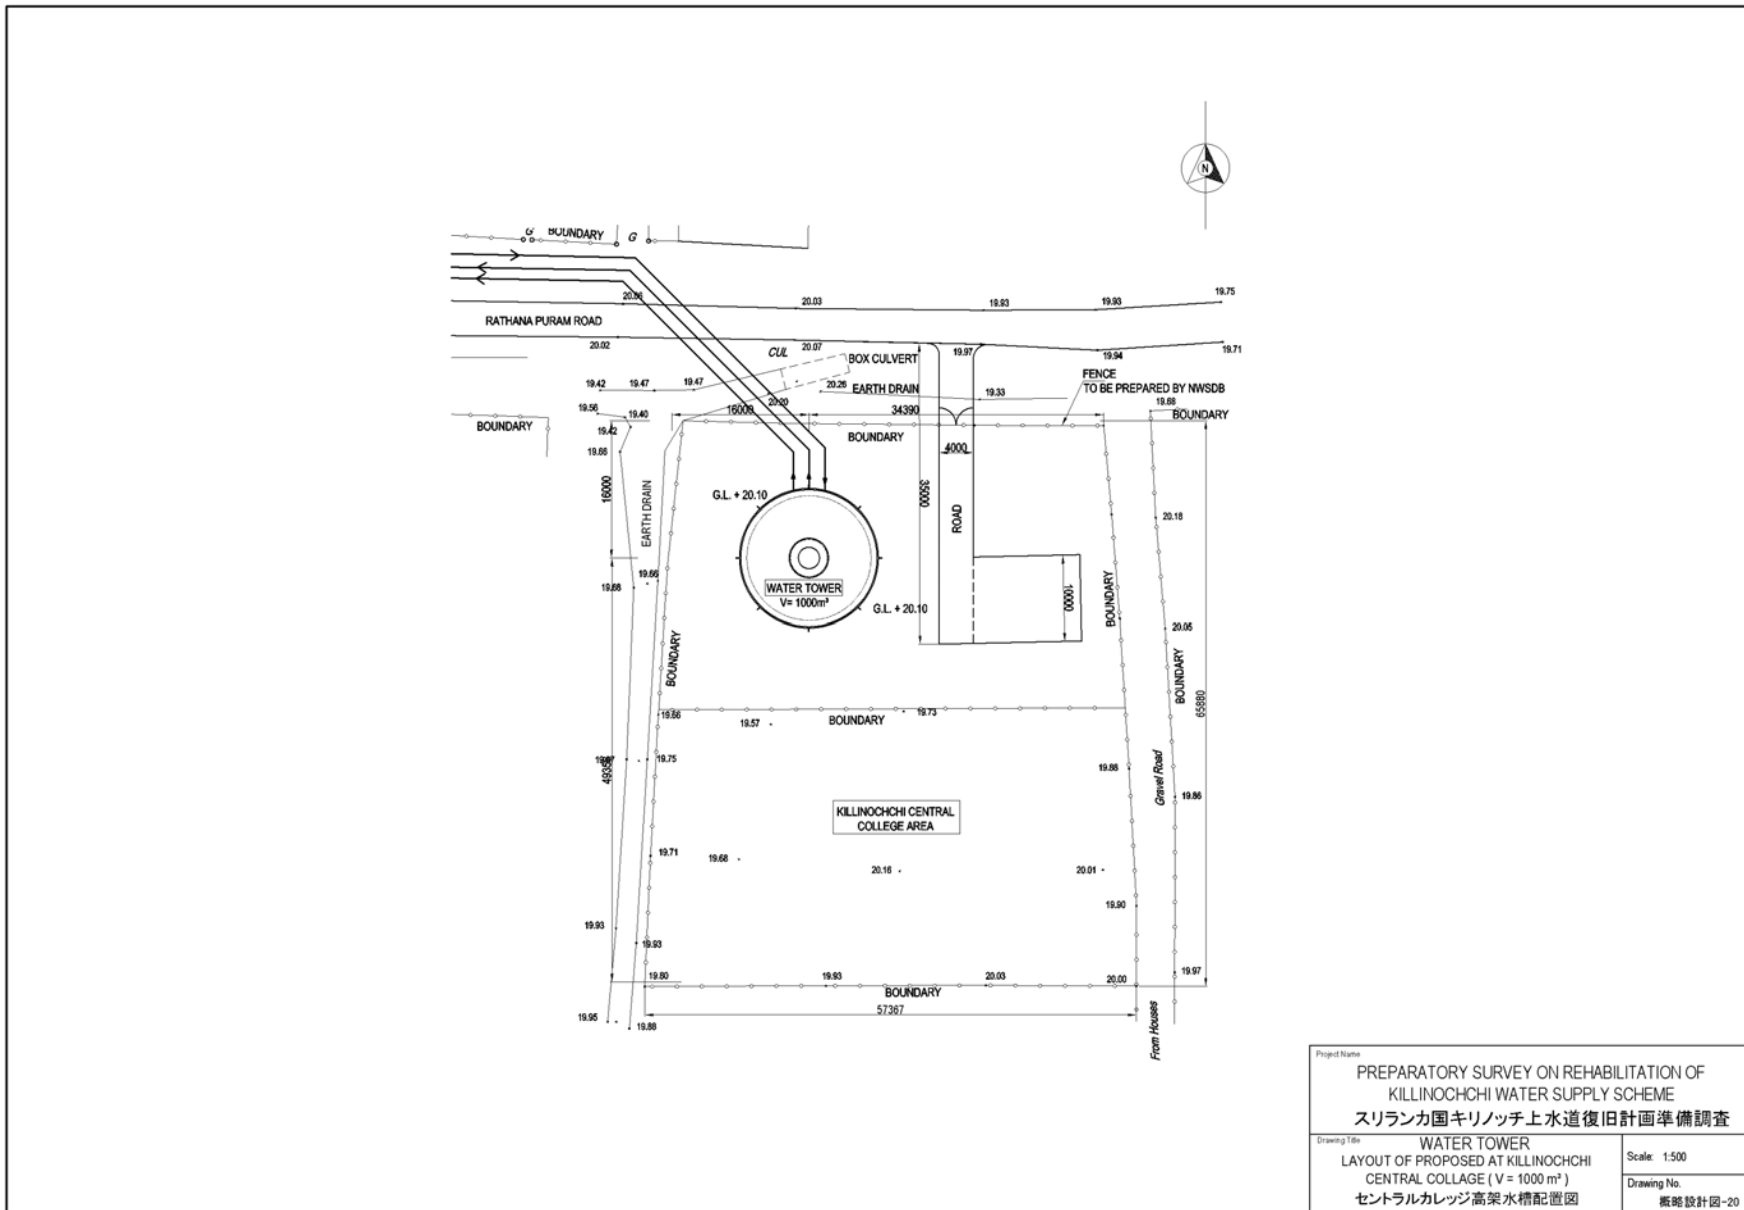 N
G BOUNDARY G
19.75
20.03
19.93
19.93
RATHANA PURAM ROAD
20.02
CUL
20.07
BOX CULVERT
19.97
19.94
19.71
FENCE
TO BE PREPARED BY NWSDB
19.42
19.47
19.47
20.26
EARTH DRAIN
19.33
20.20
19.56
19.40
16000
34390
19.68
BOUNDARY
BOUNDARY
19.42
BOUNDARY
19.66
4000
16000
EARTH DRAIN
G.L. + 20.10
35000
ROAD
20.18
19.66
19.68
WATER TOWER
V= 1000m³
G.L. + 20.10
10000
BOUNDARY
20.05
BOUNDARY
BOUNDARY
65880
19.66
19.57
BOUNDARY
19.73
19.75
19.88
Gravel Road
19.86
KILLINOCHCHI CENTRAL
COLLEGE AREA
19.71
19.68
20.16
20.01
19.90
19.93
19.93
19.80
19.93
20.03
20.00
19.97
BOUNDARY
57367
19.95
19.88
From Houses
Project Name
PREPARATORY SURVEY ON REHABILITATION OF
KILLINOCHCHI WATER SUPPLY SCHEME
スリランカ国キリノッチ上水道復旧計画準備調査
Drawing Title
WATER TOWER
LAYOUT OF PROPOSED AT KILLINOCHCHI
CENTRAL COLLAGE ( V = 1000 m³ )
セントラルカレッジ高架水槽配置図
Scale: 1:500
Drawing No.
概略設計図-20